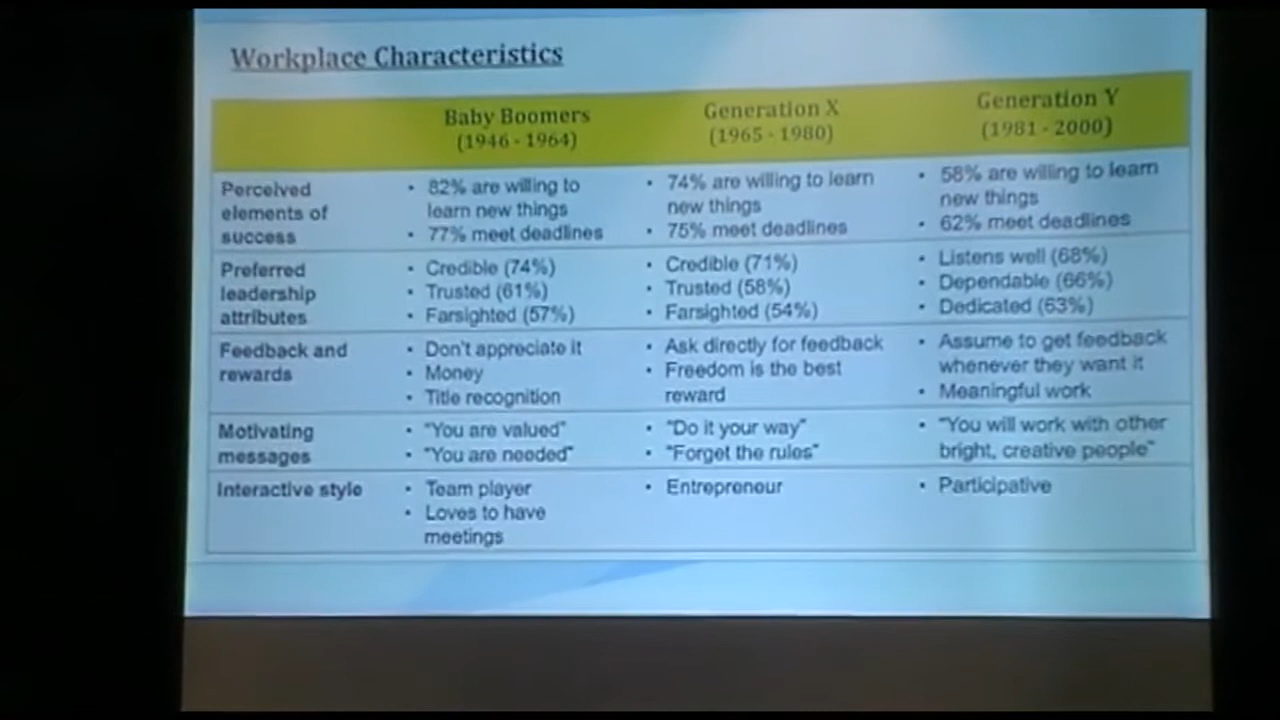 Workplace Characteristics
Baby Boomers
(1946 - 1964)
Generation X
(1965 - 1980)
Generation Y
(1981 - 2000)
Perceived
elements of
success
• 82% are willing to
learn new things
• 77% meet deadlines
• 74% are willing to learn
new things
• 75% meet deadlines
• 58% are willing to learn
new things
• 62% meet deadlines
Preferred
leadership
attributes
• Credible (74%)
• Trusted (61%)
• Farsighted (57%)
• Credible (71%)
• Trusted (58%)
• Farsighted (54%)
• Listens well (68%)
• Dependable (66%)
• Dedicated (63%)
Feedback and
rewards
• Don't appreciate it
• Money
• Title recognition
• Ask directly for feedback
• Freedom is the best
reward
• Assume to get feedback
whenever they want it
• Meaningful work
Motivating
messages
• "You are valued"
• "You are needed"
• "Do it your way"
• "Forget the rules"
• "You will work with other
bright, creative people"
Interactive style
• Team player
• Loves to have
meetings
• Entrepreneur
• Participative